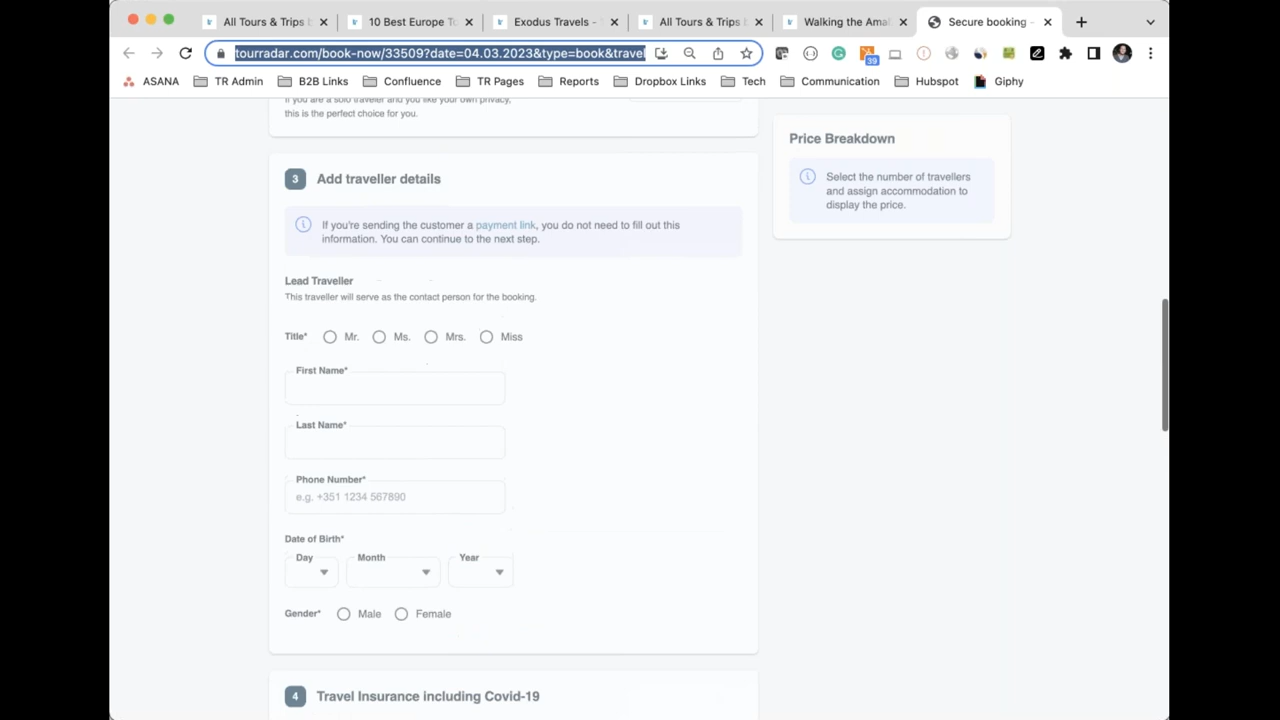 All Tours & Trips b
10 Best Europe To
Exodus Travels -
All Tours & Trips b
Walking the Amal
Secure booking -
tourradar.com/book-now/33509?date=04.03.2023&type=book&travel
39
ASANA
TR Admin
B2B Links
Confluence
TR Pages
Reports
Dropbox Links
Tech
Communication
Hubspot
Giphy
If you are a solo traveler and you like your own privacy,
this is the perfect choice for you.
3 Add traveller details
If you're sending the customer a payment link, you do not need to fill out this
information. You can continue to the next step.
Lead Traveller
This traveller will serve as the contact person for the booking.
Title* Mr. Ms. Mrs. Miss
First Name*
Last Name*
Phone Number*
e.g. +351 1234 567890
Date of Birth*
Day Month Year
Gender* Male Female
4 Travel Insurance including Covid-19
Price Breakdown
Select the number of travellers
and assign accommodation to
display the price.